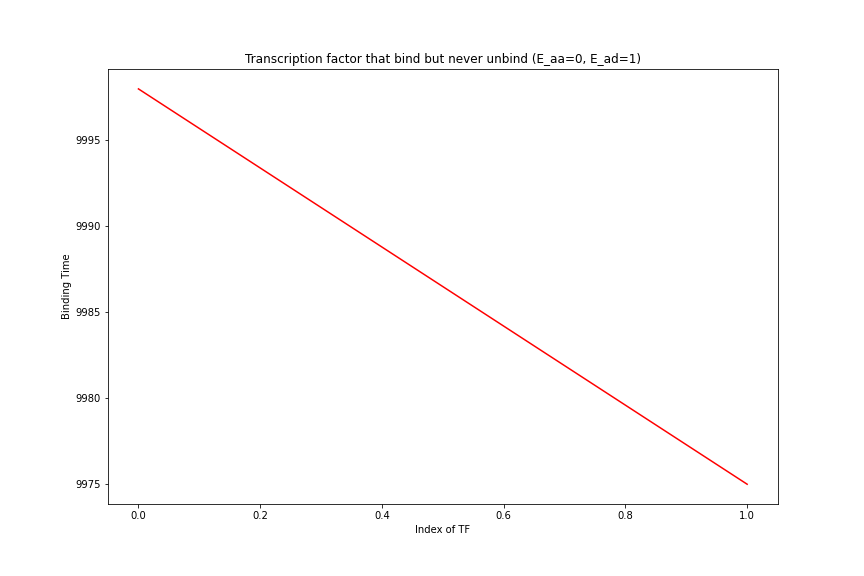 Transcription factor that bind but never unbind (E_aa=0, E_ad=1)
9995
9990
9985
9980
9975
Binding Time
0.0 0.2 0.4 0.6 0.8 1.0
Index of TF